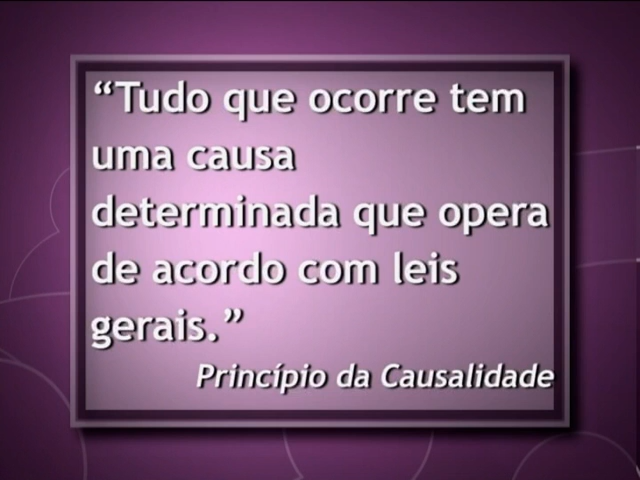 “Tudo que ocorre tem
uma causa
determinada que opera
de acordo com leis
gerais.”
Princípio da Causalidade